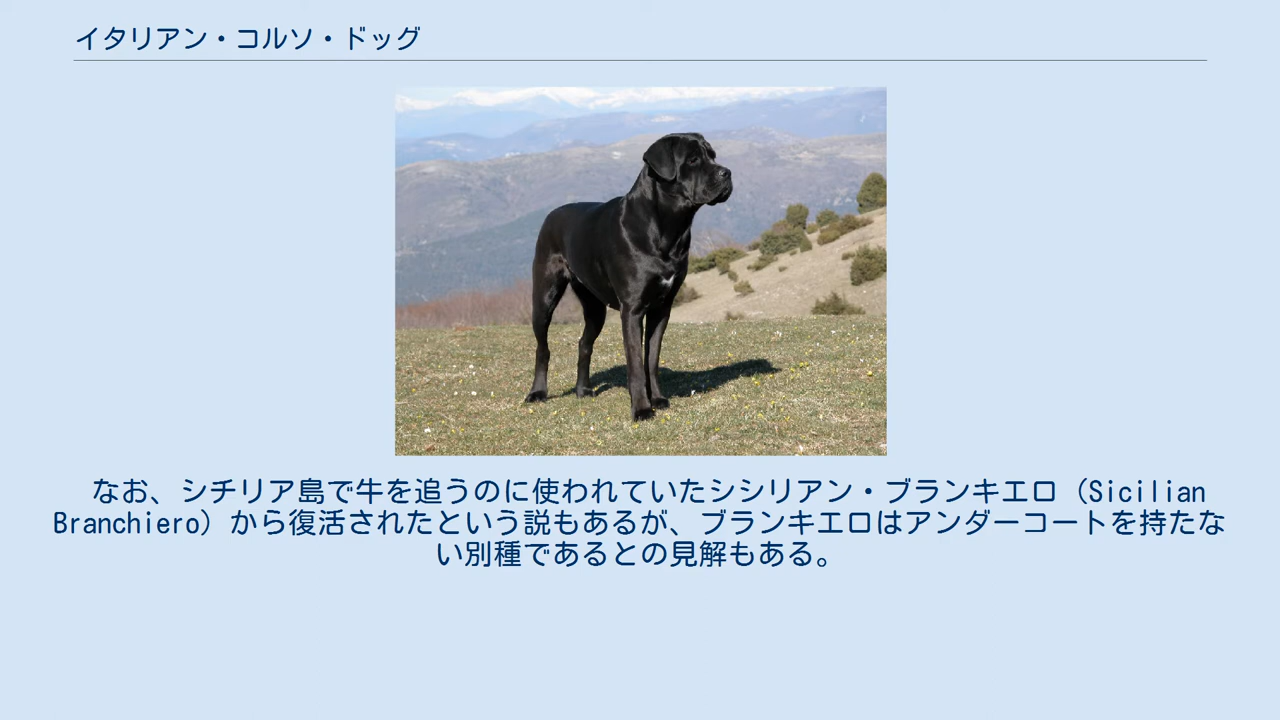 イタリアン・コルソ・ドッグ
なお、シチリア島で牛を追うのに使われていたシシリアン・ブランキエロ（Sicilian
Branchiero）から復活されたという説もあるが、ブランキエロはアンダーコートを持たな
い別種であるとの見解もある。